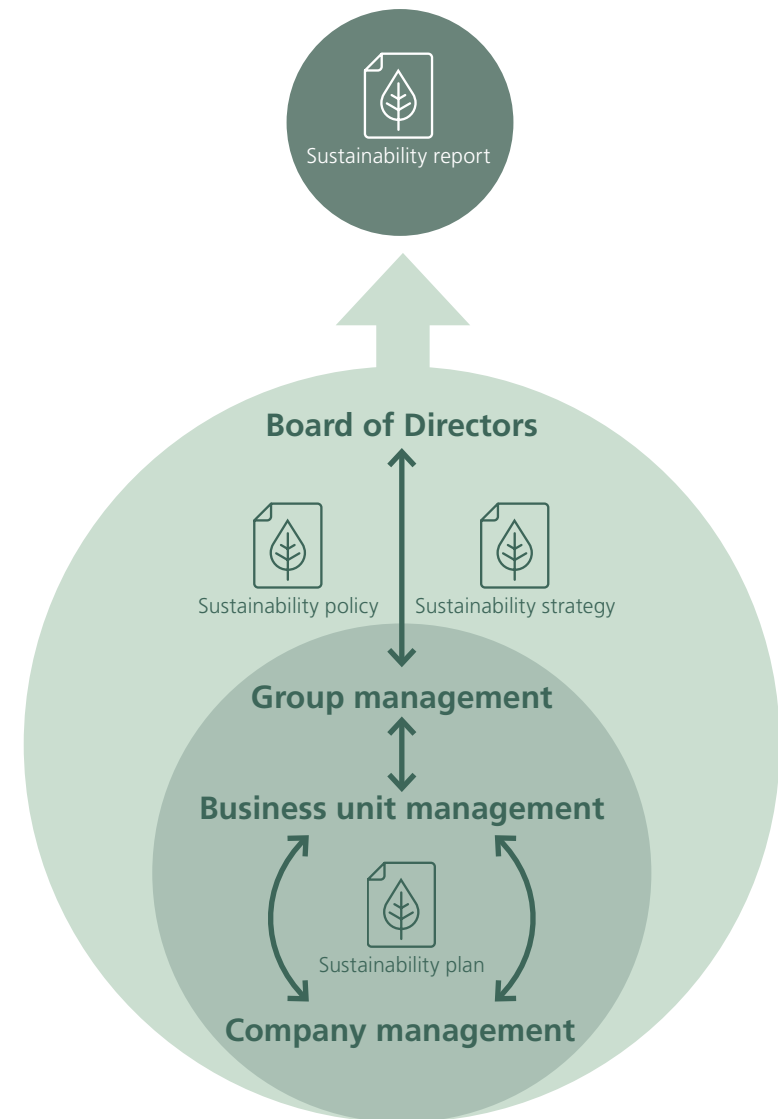 Sustainability report
Board of Directors
Sustainability policy
Sustainability strategy
Group management
Business unit management
Sustainability plan
Company management